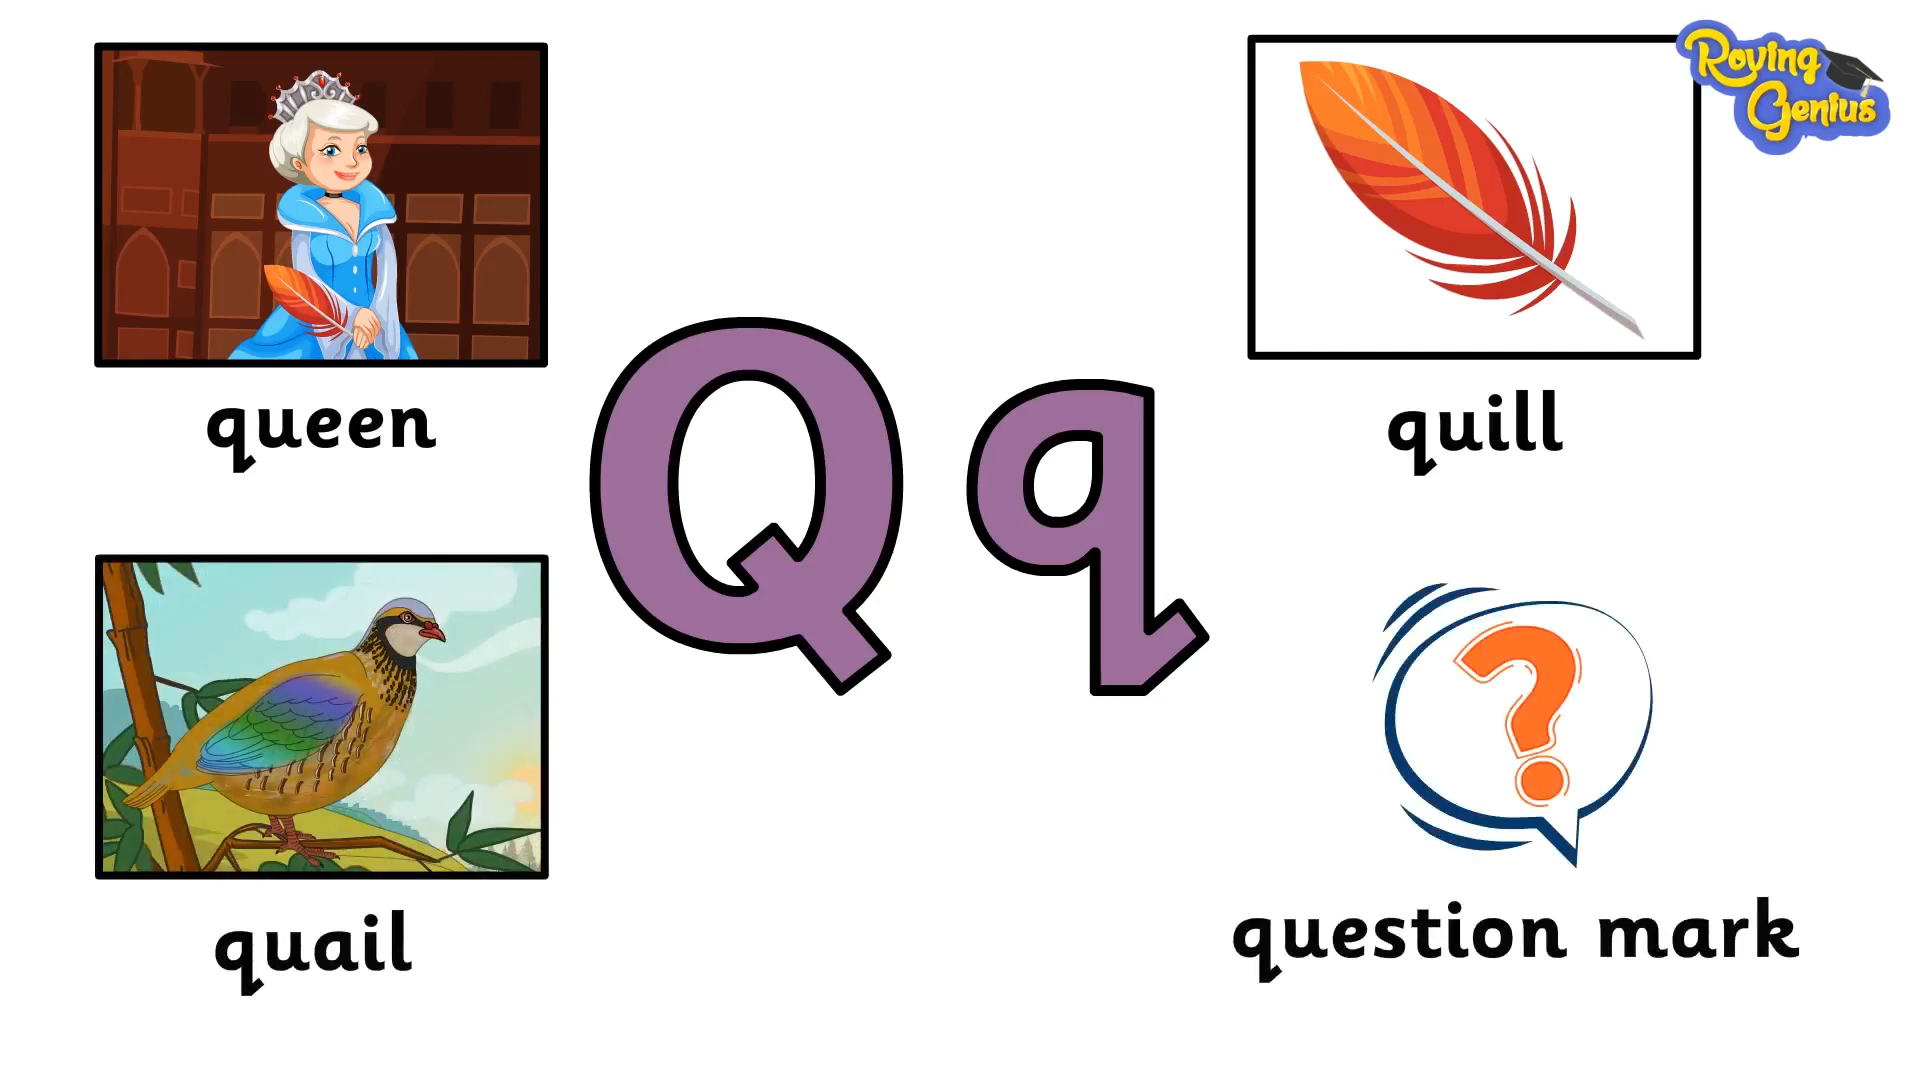 Roving
Genius
queen
quill
Q q
quail
question mark
?